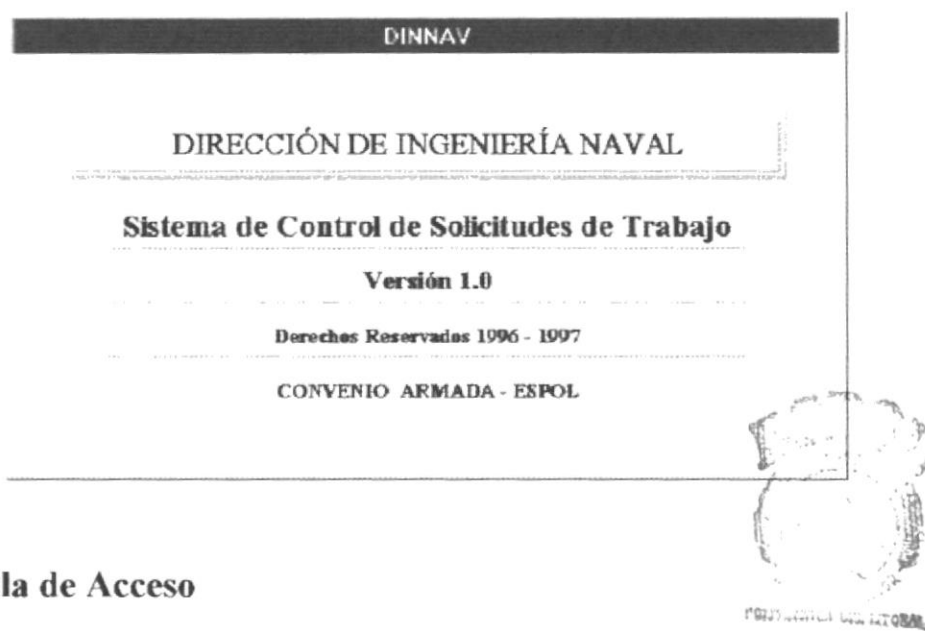 DINNAV
DIRECCIÓN DE INGENIERÍA NAVAL
Sistema de Control de Solicitudes de Trabajo
Versión 1.0
Derechos Reservados 1996 - 1997
CONVENIO ARMADA - ESPOL
la de Acceso